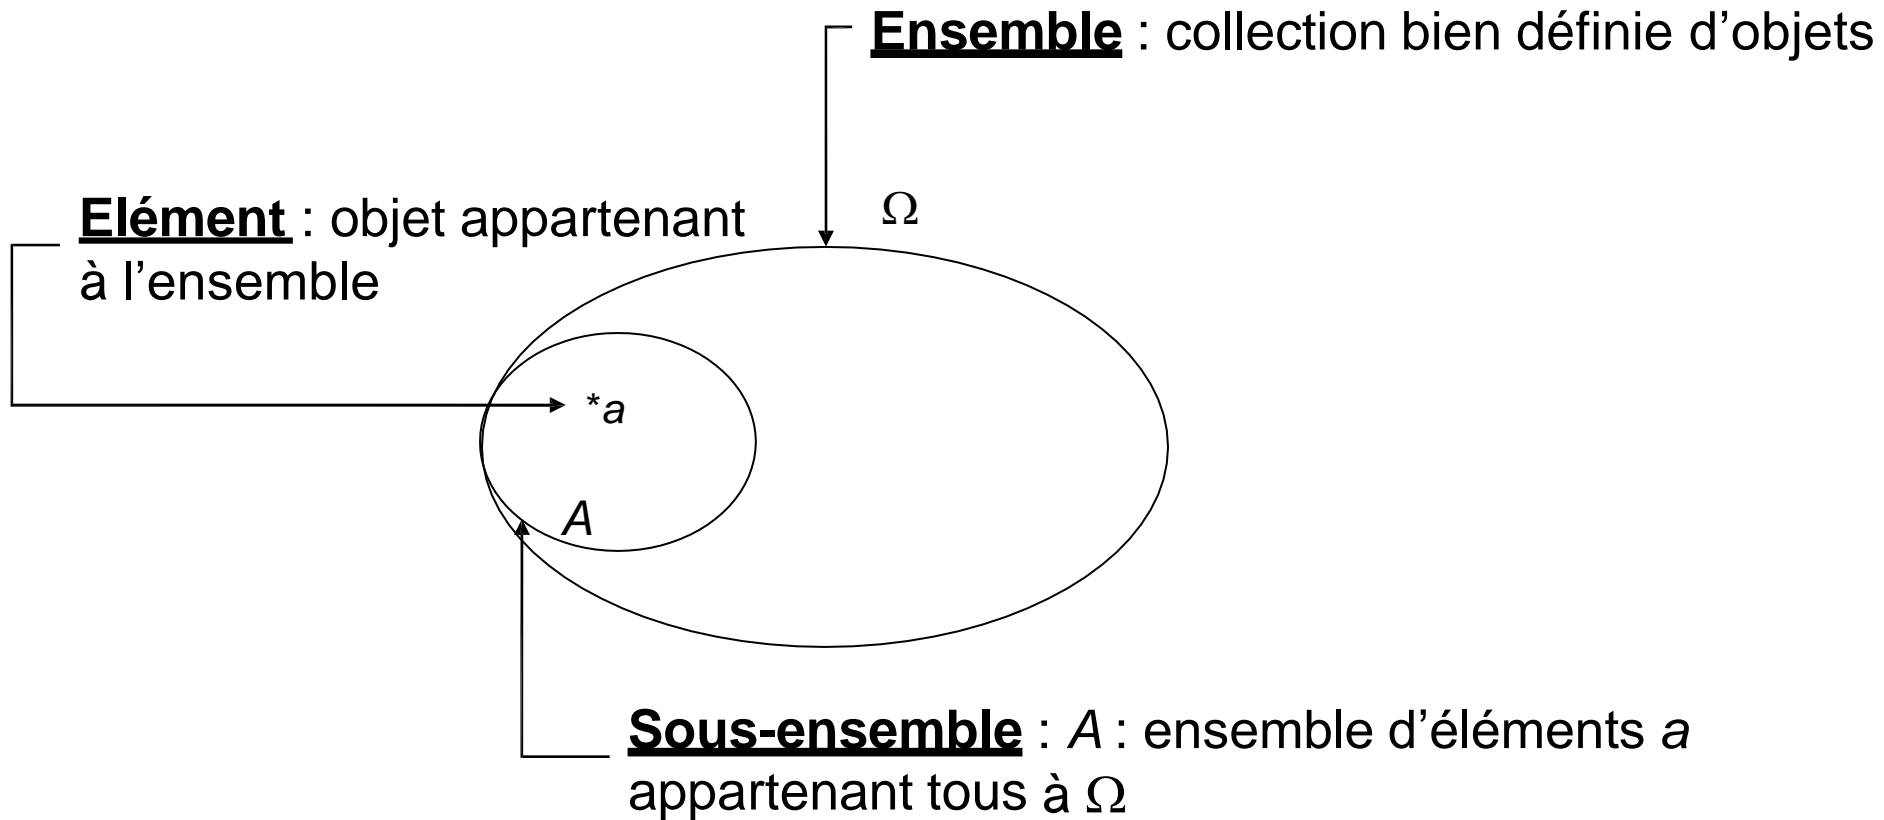 Ensemble : collection bien définie d’objets
Ω
Elément : objet appartenant
à l’ensemble
*a
A
Sous-ensemble : A : ensemble d’éléments a
appartenant tous à Ω